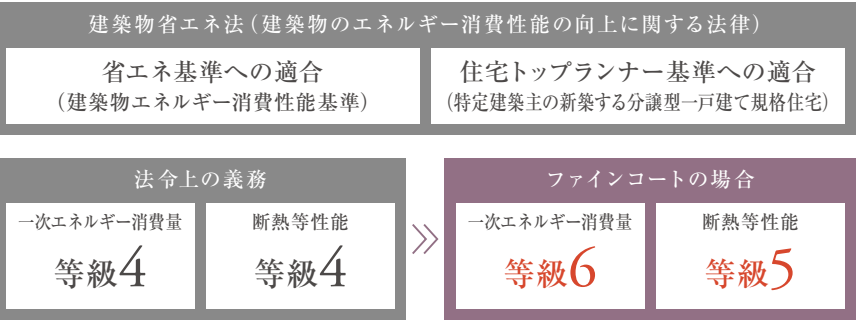 建築物省エネ法（建築物のエネルギー消費性能の向上に関する法律）
省エネ基準への適合
（建築物エネルギー消費性能基準）
住宅トップランナー基準への適合
（特定建築主の新築する分譲型一戸建て規格住宅）
法令上の義務
一次エネルギー消費量
等級4
断熱等性能
等級4
ファインコートの場合
一次エネルギー消費量
等級6
断熱等性能
等級5